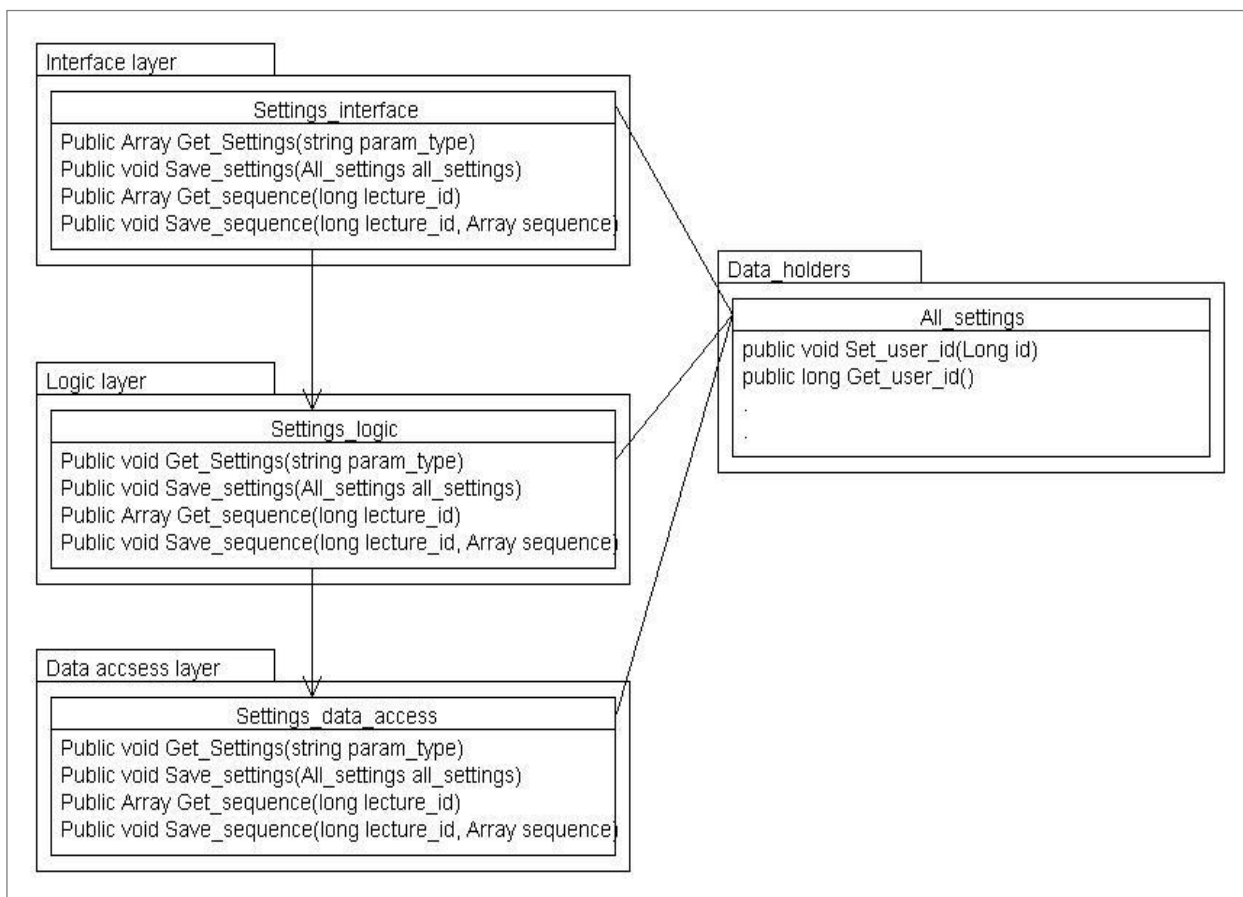 Interface layer
Settings_interface
Public Array Get_Settings(string param_type)
Public void Save_settings(All_settings all_settings)
Public Array Get_sequence(long lecture_id)
Public void Save_sequence(long lecture_id, Array sequence)
Data_holders
All_settings
public void Set_user_id(Long id)
public long Get_user_id()
.
.
Logic layer
Settings_logic
Public void Get_Settings(string param_type)
Public void Save_settings(All_settings all_settings)
Public Array Get_sequence(long lecture_id)
Public void Save_sequence(long lecture_id, Array sequence)
Data accsess layer
Settings_data_access
Public void Get_Settings(string param_type)
Public void Save_settings(All_settings all_settings)
Public Array Get_sequence(long lecture_id)
Public void Save_sequence(long lecture_id, Array sequence)